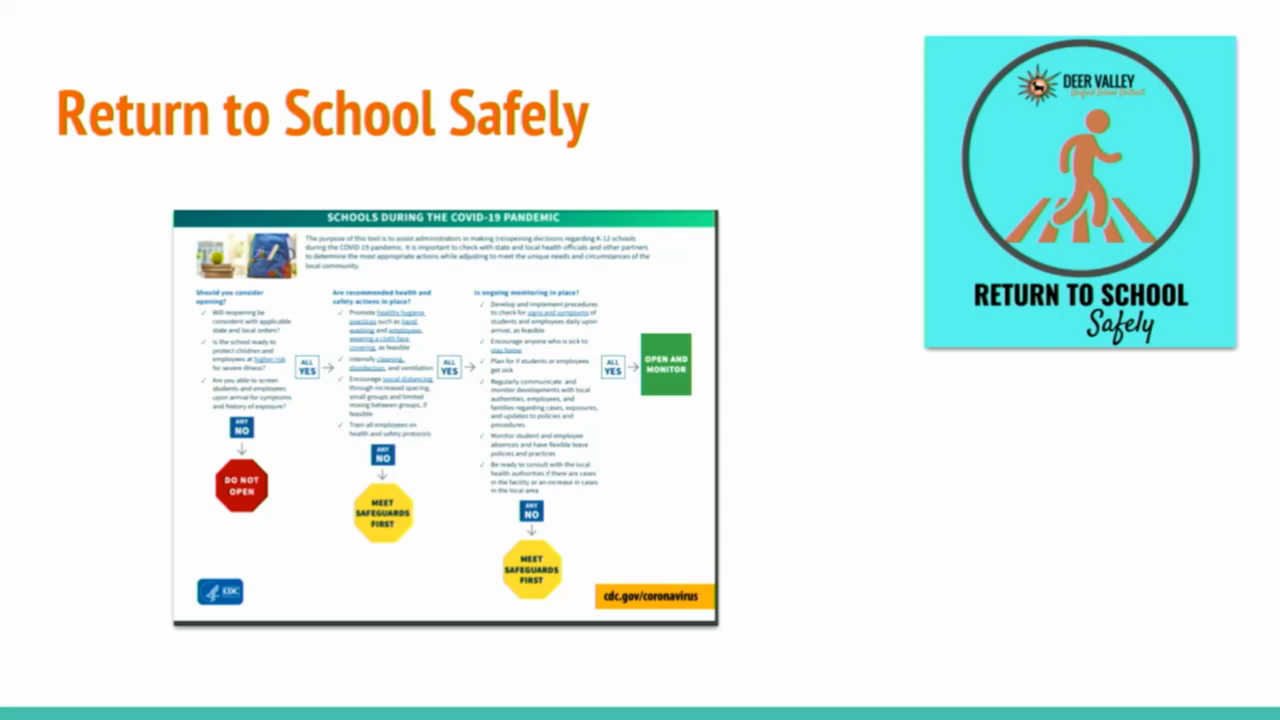 Return to School Safely
DEER VALLEY
Unified School District
RETURN TO SCHOOL
Safely
SCHOOLS DURING THE COVID-19 PANDEMIC
The purpose of this tool is to assist administrators in making (re)opening decisions regarding K-12 schools
during the COVID-19 pandemic. It is important to check with state and local health officials and other partners
to determine the most appropriate actions while adjusting to meet the unique needs and circumstances of the
local community.
Should you consider
opening?
✓ Will reopening be
consistent with applicable
state and local orders?
✓ Is the school ready to
protect children and
employees at higher risk
for severe illness?
✓ Are you able to screen
students and employees
upon arrival for symptoms
and history of exposure?
ANY
NO
DO NOT
OPEN
ALL
YES
Are recommended health and
safety actions in place?
✓ Promote healthy hygiene
practices such as hand
washing and employees
wearing a cloth face
covering, as feasible
✓ Intensify cleaning,
disinfection, and ventilation
✓ Encourage social distancing
through increased spacing,
small groups and limited
mixing between groups, if
feasible
✓ Train all employees on
health and safety protocols
ANY
NO
MEET
SAFEGUARDS
FIRST
ALL
YES
Is ongoing monitoring in place?
✓ Develop and implement procedures
to check for signs and symptoms of
students and employees daily upon
arrival, as feasible
✓ Encourage anyone who is sick to
stay home
✓ Plan for if students or employees
get sick
✓ Regularly communicate and
monitor developments with local
authorities, employees, and
families regarding cases, exposures,
and updates to policies and
procedures
✓ Monitor student and employee
absences and have flexible leave
policies and practices
✓ Be ready to consult with the local
health authorities if there are cases
in the facility or an increase in cases
in the local area
ANY
NO
MEET
SAFEGUARDS
FIRST
ALL
YES
OPEN AND
MONITOR
CDC
cdc.gov/coronavirus